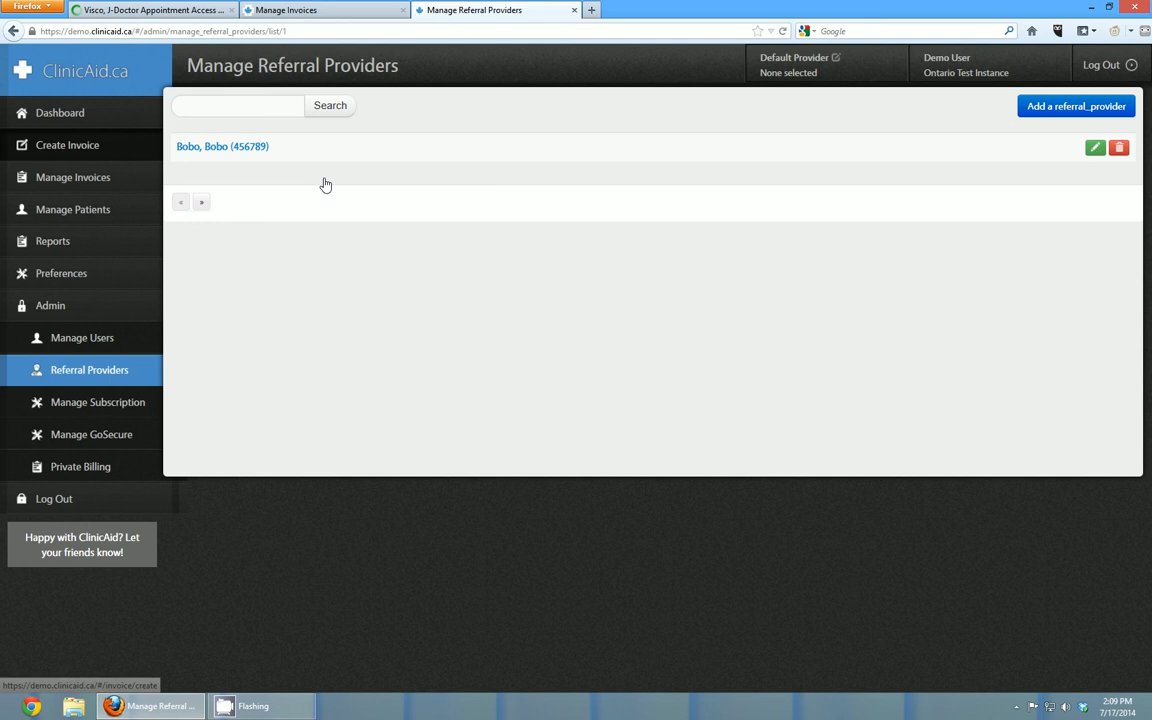 Firefox
Visco, J-Doctor Appointment Access ...
Manage Invoices
Manage Referral Providers
https://demo.clinicaid.ca/#/admin/manage_referral_providers/list/1
Google
ClinicAid.ca
Manage Referral Providers
Default Provider
None selected
Demo User
Ontario Test Instance
Log Out
Dashboard
Create Invoice
Manage Invoices
Manage Patients
Reports
Preferences
Admin
Manage Users
Referral Providers
Manage Subscription
Manage GoSecure
Private Billing
Log Out
Happy with ClinicAid? Let
your friends know!
Search
Add a referral_provider
Bobo, Bobo (456789)
«
»
https://demo.clinicaid.ca/#/invoice/create
Manage Referral ...
Flashing
2:09 PM
7/17/2014